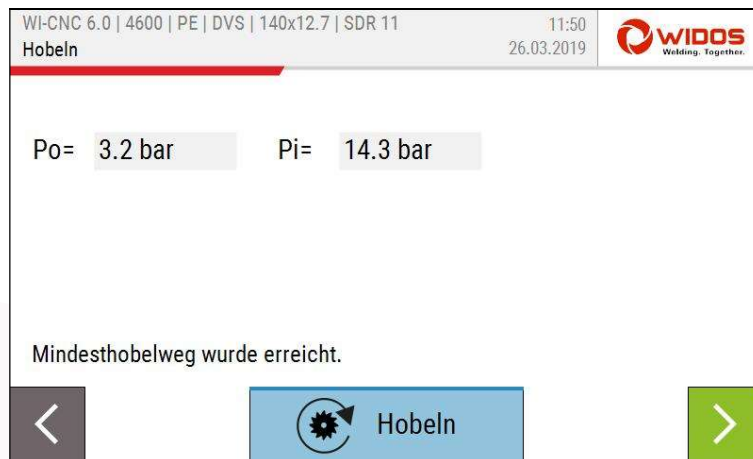 WI-CNC 6.0 | 4600 | PE | DVS | 140x12.7 | SDR 11
Hobeln
11:50
26.03.2019
WIDOS
Welding. Together.
Po= 3.2 bar Pi= 14.3 bar
Mindesthobelweg wurde erreicht.
Hobeln